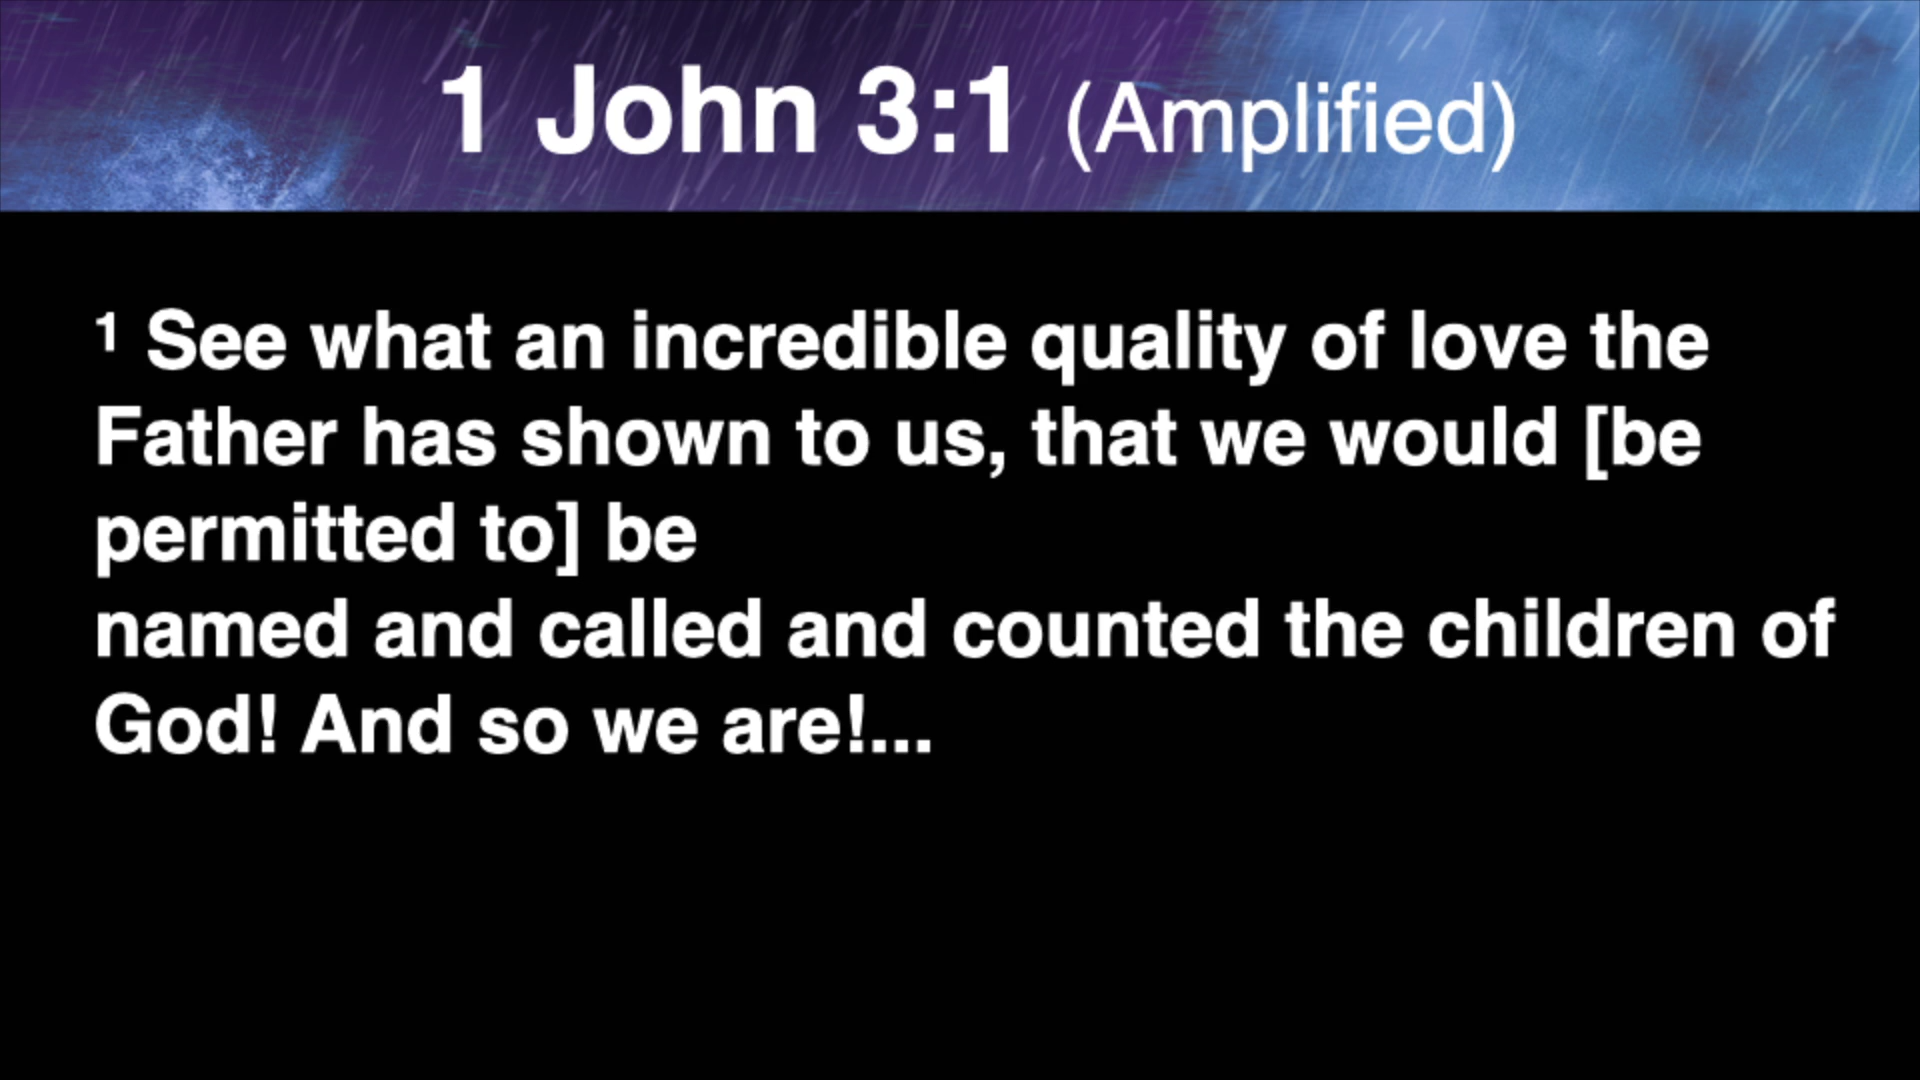 1 John 3:1 (Amplified)
¹ See what an incredible quality of love the
Father has shown to us, that we would [be
permitted to] be
named and called and counted the children of
God! And so we are!...